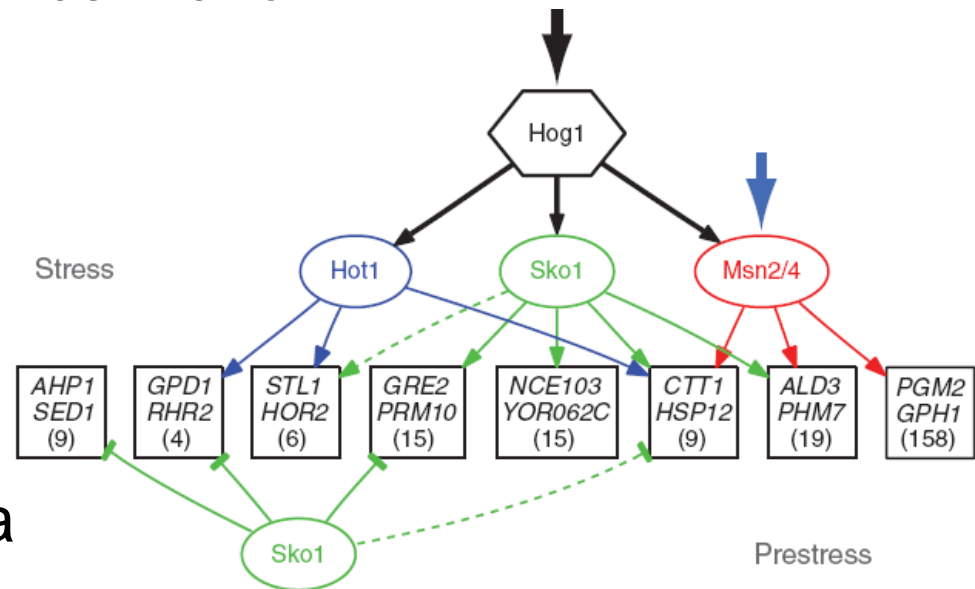 Hog1
Stress
Hot1
Sko1
Msn2/4
AHP1
SED1
(9)
GPD1
RHR2
(4)
STL1
HOR2
(6)
GRE2
PRM10
(15)
NCE103
YOR062C
(15)
CTT1
HSP12
(9)
ALD3
PHM7
(19)
PGM2
GPH1
(158)
a
Sko1
Prestress